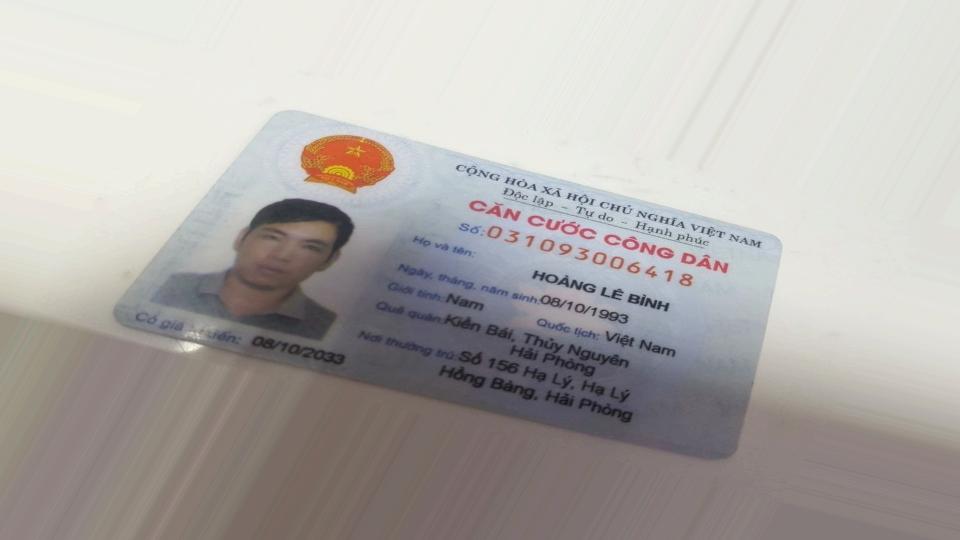 CỘNG HÒA XÃ HỘI CHỦ NGHĨA VIỆT NAM
Độc lập - Tự do - Hạnh phúc
CĂN CƯỚC CÔNG DÂN
Số: 031093006418
Họ và tên:
HOÀNG LÊ BÌNH
Ngày, tháng, năm sinh: 08/10/1993
Giới tính: Nam Quốc tịch: Việt Nam
Quê quán: Kiền Bái, Thủy Nguyên
Hải Phòng
Nơi thường trú: Số 156 Hạ Lý, Hạ Lý
Hồng Bàng, Hải Phòng
Có giá đến: 08/10/2033